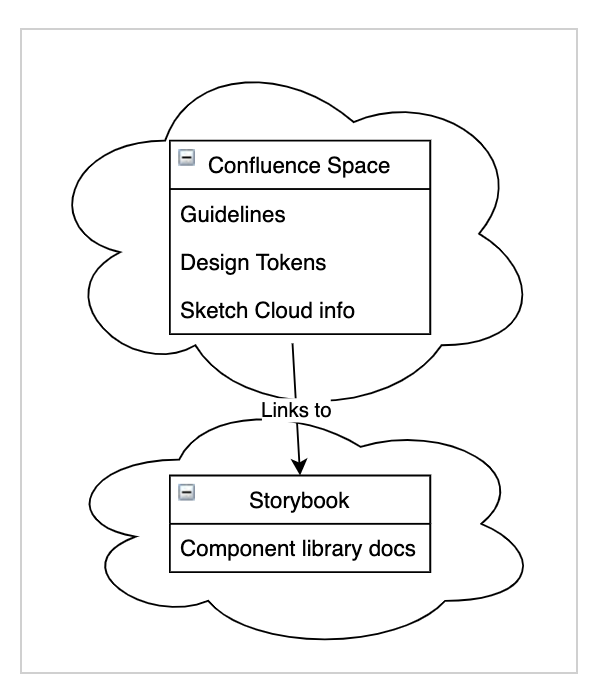 Confluence Space
Guidelines
Design Tokens
Sketch Cloud info
Links to
Storybook
Component library docs